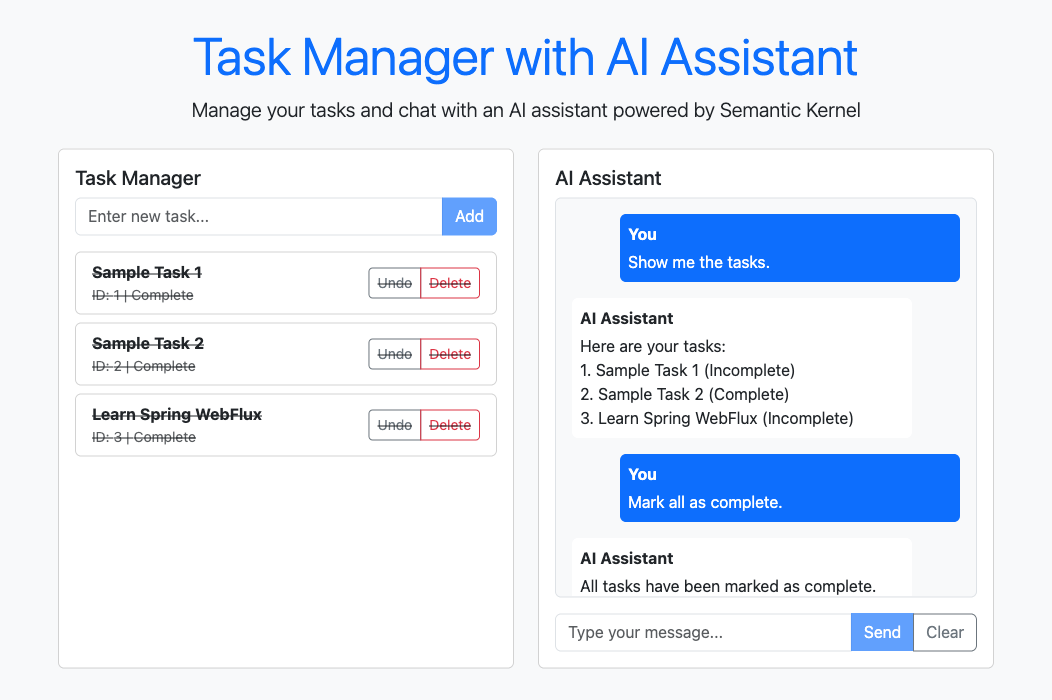 Task Manager with AI Assistant
Manage your tasks and chat with an AI assistant powered by Semantic Kernel
Task Manager
Enter new task...
Add
Sample Task 1
ID: 1 | Complete
Undo
Delete
Sample Task 2
ID: 2 | Complete
Undo
Delete
Learn Spring WebFlux
ID: 3 | Complete
Undo
Delete
AI Assistant
You
Show me the tasks.
AI Assistant
Here are your tasks:
1. Sample Task 1 (Incomplete)
2. Sample Task 2 (Complete)
3. Learn Spring WebFlux (Incomplete)
You
Mark all as complete.
AI Assistant
All tasks have been marked as complete.
Type your message...
Send
Clear